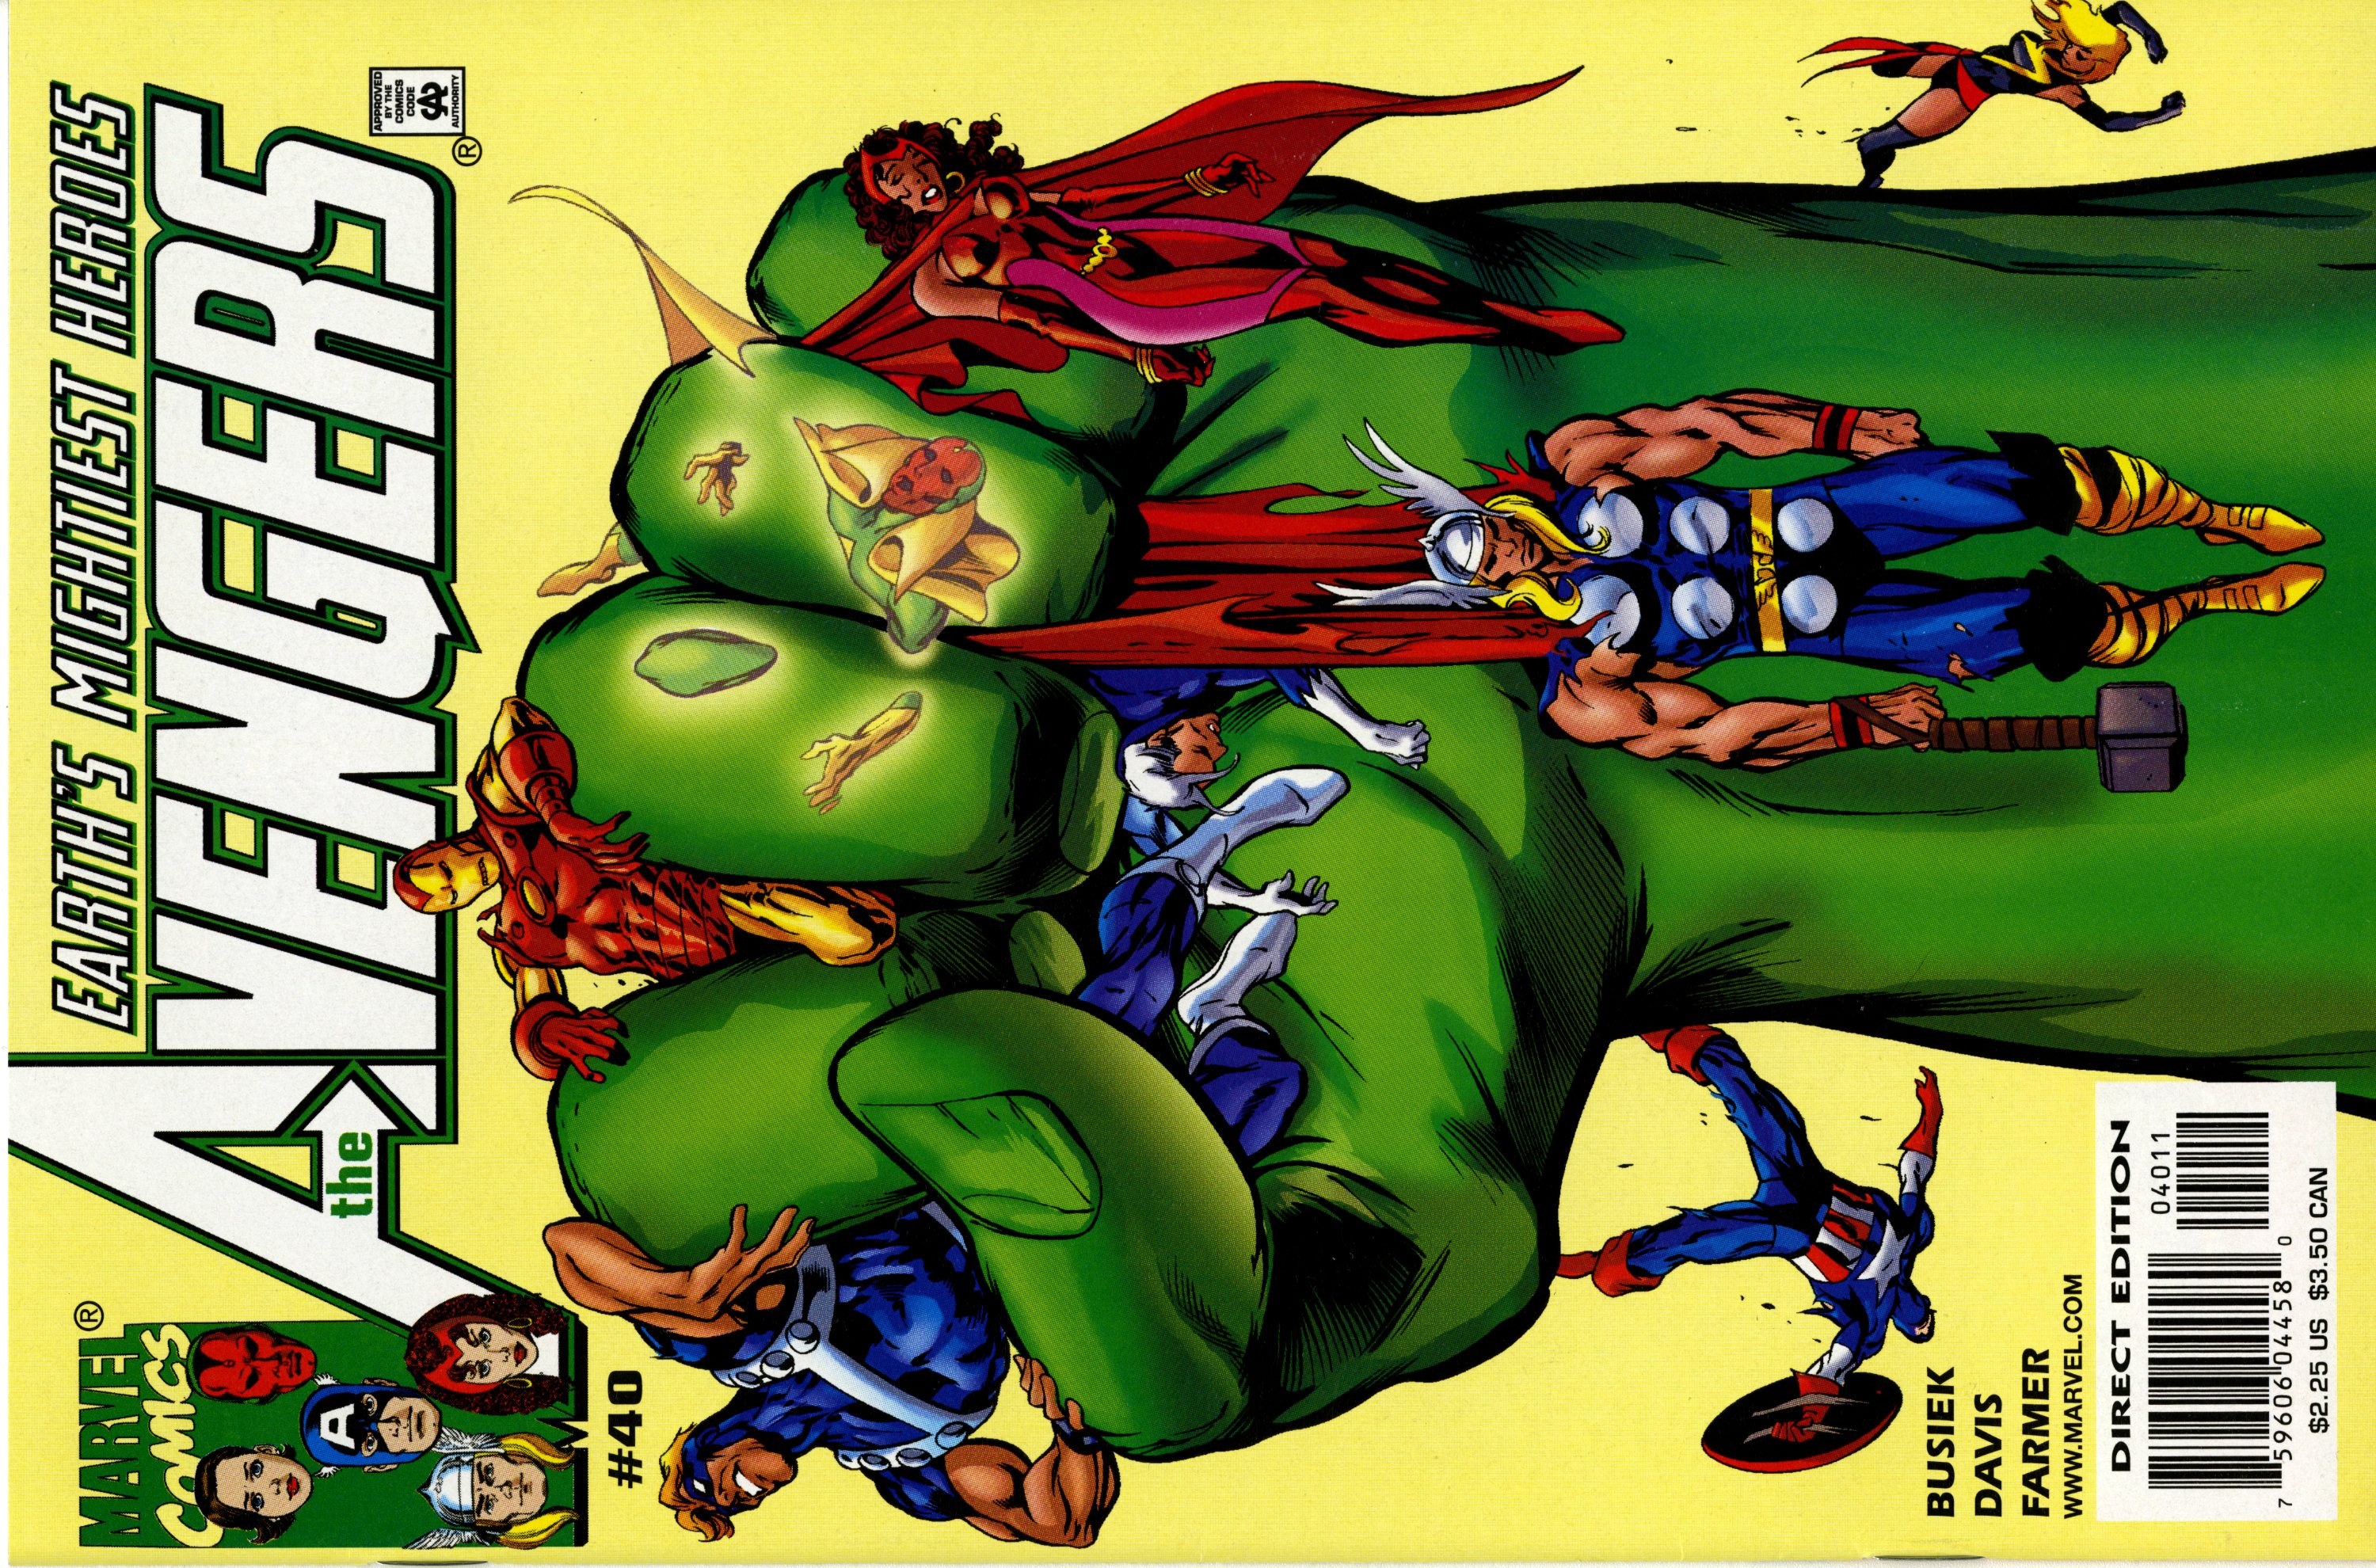 MARVEL®
COMICS
EARTH'S MIGHTIEST HEROES
the AVENGERS®
A
APPROVED
BY THE
COMICS
CODE
CA
AUTHORITY
#40
BUSIEK
DAVIS
FARMER
WWW.MARVEL.COM
DIRECT EDITION
04011
7 59606 04458 0
$2.25 US $3.50 CAN